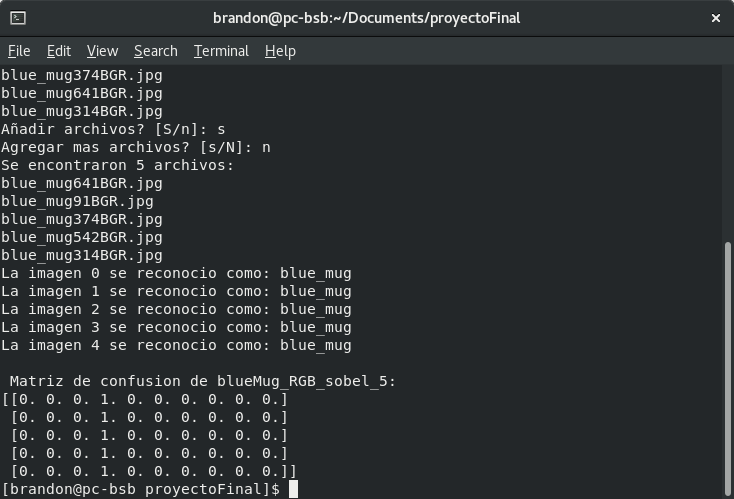 brandon@pc-bsb:~/Documents/proyectoFinal
File Edit View Search Terminal Help
blue_mug374BGR.jpg
blue_mug641BGR.jpg
blue_mug314BGR.jpg
Añadir archivos? [S/n]: s
Agregar mas archivos? [s/N]: n
Se encontraron 5 archivos:
blue_mug641BGR.jpg
blue_mug91BGR.jpg
blue_mug374BGR.jpg
blue_mug542BGR.jpg
blue_mug314BGR.jpg
La imagen 0 se reconocio como: blue_mug
La imagen 1 se reconocio como: blue_mug
La imagen 2 se reconocio como: blue_mug
La imagen 3 se reconocio como: blue_mug
La imagen 4 se reconocio como: blue_mug
 Matriz de confusion de blueMug_RGB_sobel_5:
[[0. 0. 0. 1. 0. 0. 0. 0. 0. 0.]
 [0. 0. 0. 1. 0. 0. 0. 0. 0. 0.]
 [0. 0. 0. 1. 0. 0. 0. 0. 0. 0.]
 [0. 0. 0. 1. 0. 0. 0. 0. 0. 0.]
 [0. 0. 0. 1. 0. 0. 0. 0. 0. 0.]]
[brandon@pc-bsb proyectoFinal]$